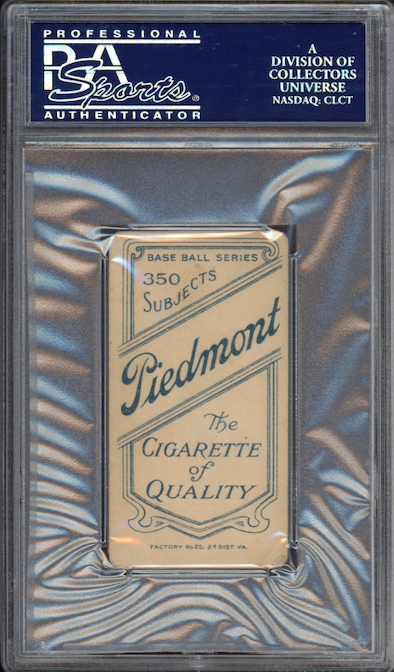 PROFESSIONAL
PSA
Sports®
AUTHENTICATOR
A
DIVISION OF
COLLECTORS
UNIVERSE
NASDAQ: CLCT
BASE BALL SERIES
350
SUBJECTS
Piedmont
The
CIGARETTE
of
QUALITY
FACTORY No. 25, 2d DIST. VA.